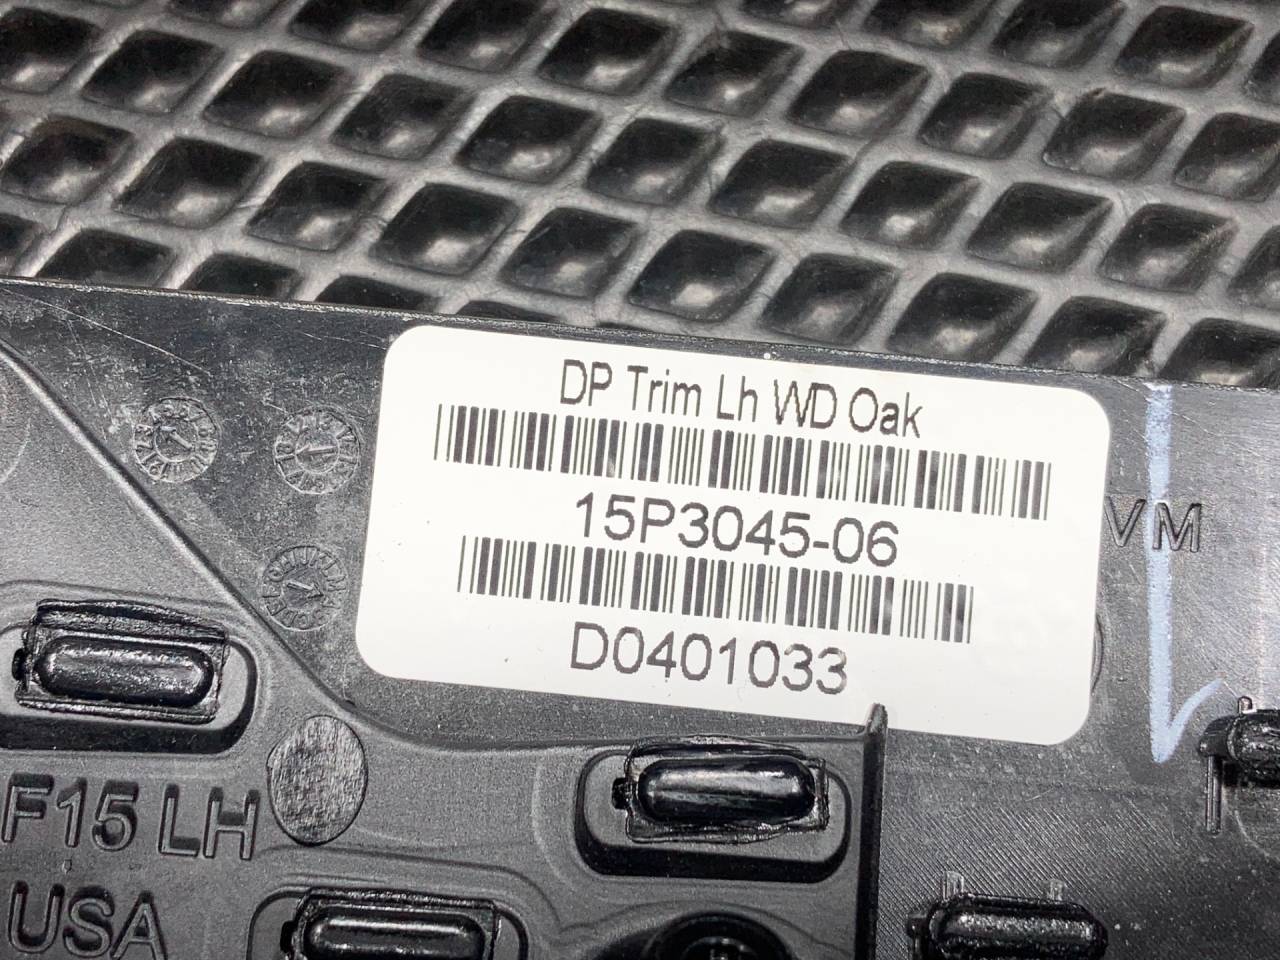 DP Trim Lh WD Oak
15P3045-06
D0401033
VM
F15 LH
USA